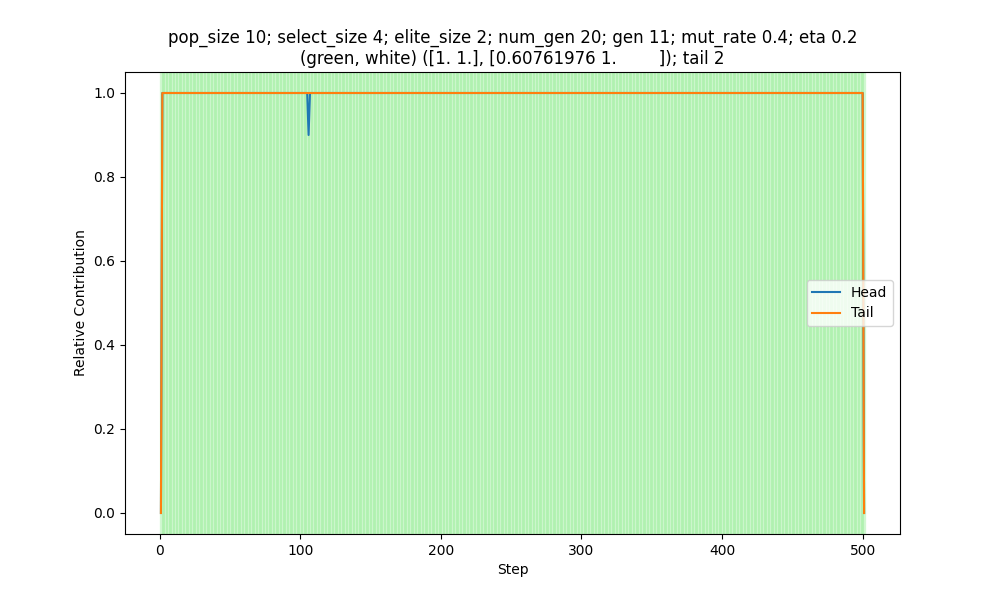 pop_size 10; select_size 4; elite_size 2; num_gen 20; gen 11; mut_rate 0.4; eta 0.2
(green, white) ([1. 1.], [0.60761976 1.        ]); tail 2
1.0
0.8
0.6
0.4
0.2
0.0
Relative Contribution
Head
Tail
0
100
200
300
400
500
Step